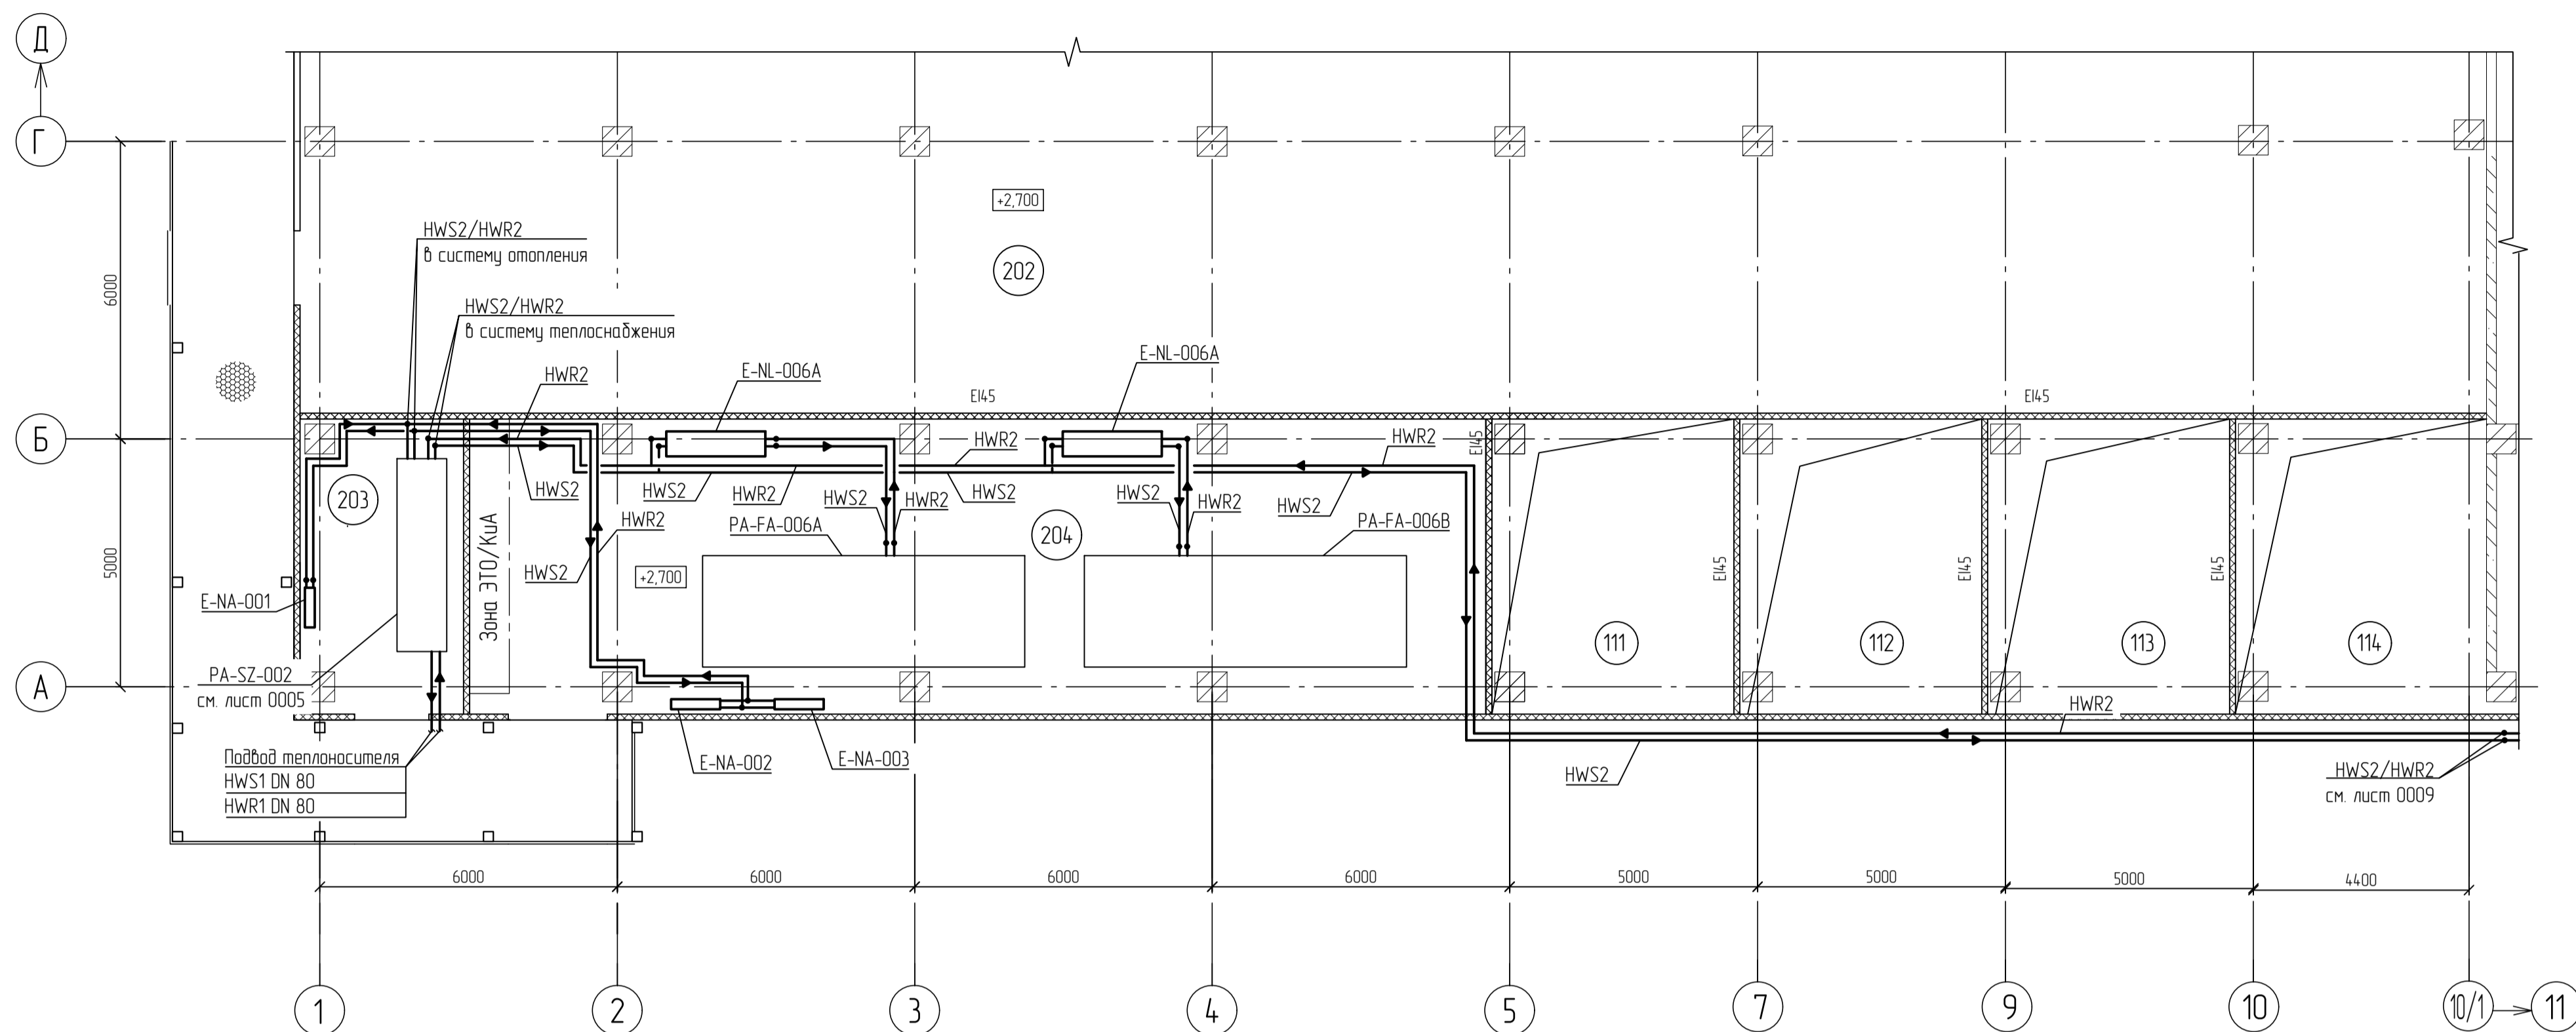 Д
Г
+2,700
HWS2/HWR2
в систему отопления
202
6000
HWS2/HWR2
в систему теплоснабжения
E-NL-006A
HWR2
E-NL-006A
EI45
EI45
Б
HWR2
HWR2
EI45
203
HWS2
HWS2
HWR2
HWS2
HWR2
HWS2
HWS2
HWR2
HWS2
Зона ЭТО/КиА
HWR2
PA-FA-006A
204
PA-FA-006B
5000
HWS2
+2,700
EI45
EI45
EI45
E-NA-001
111
112
113
114
А
PA-SZ-002
см. лист 0005
HWR2
Подвод теплоносителя
HWS1 DN 80
HWR1 DN 80
E-NA-002
E-NA-003
HWS2
HWS2/HWR2
см. лист 0009
6000
6000
6000
6000
5000
5000
5000
4400
1
2
3
4
5
7
9
10
10/1
11